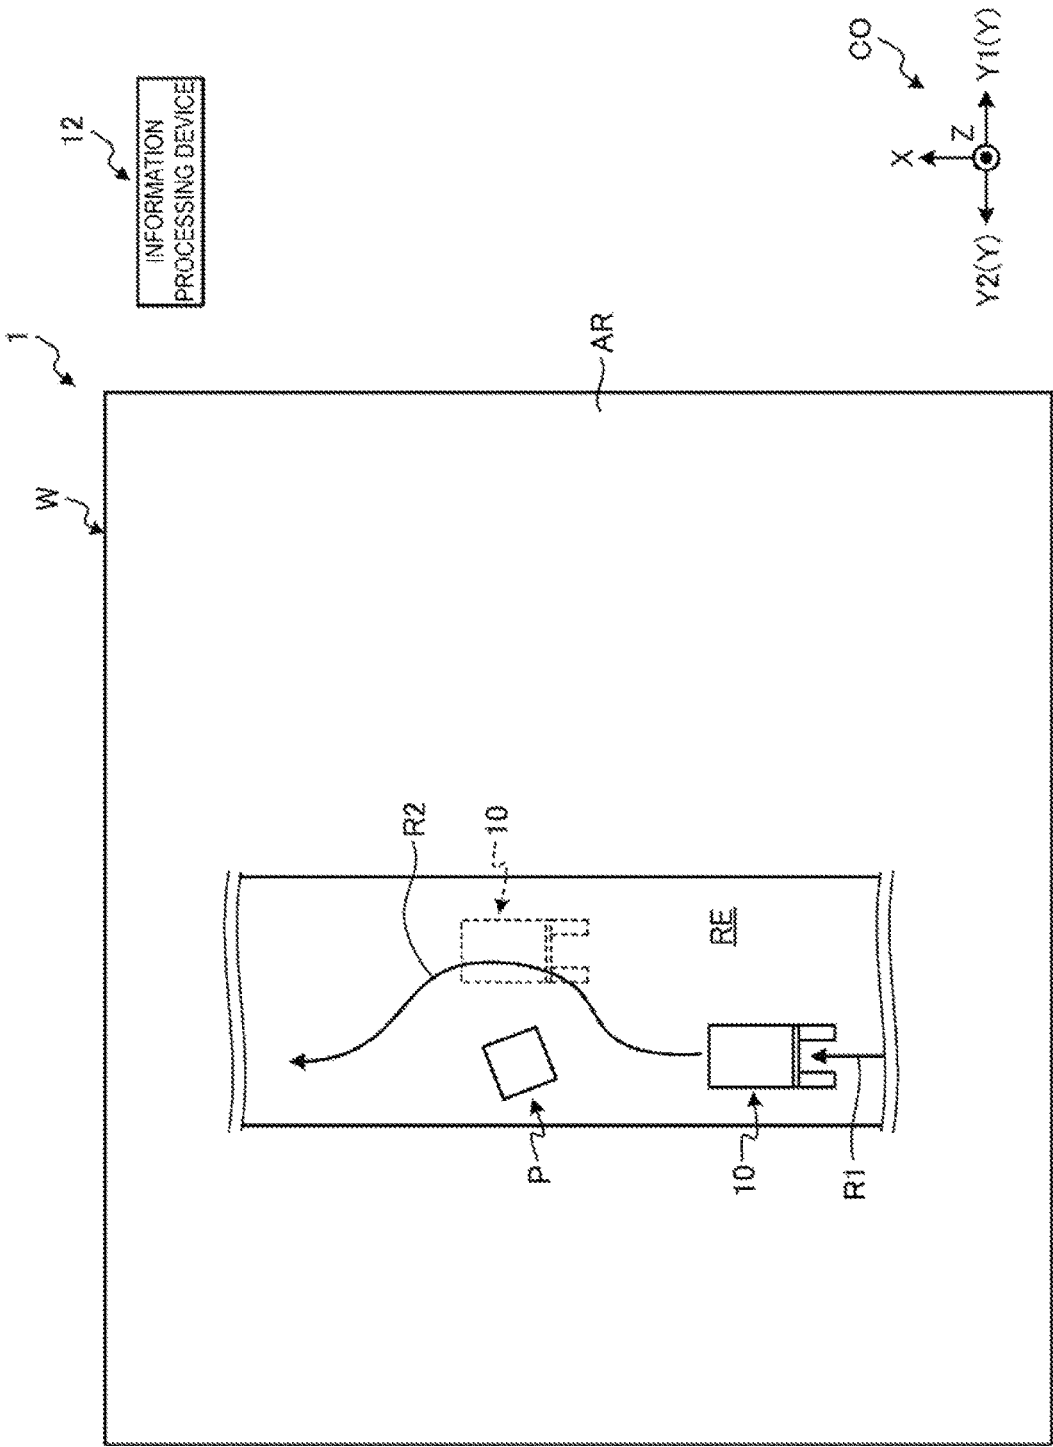 1
W
12
INFORMATION
PROCESSING DEVICE
AR
R2
10
RE
P
10
R1
CO
X
Z
Y1(Y)
Y2(Y)